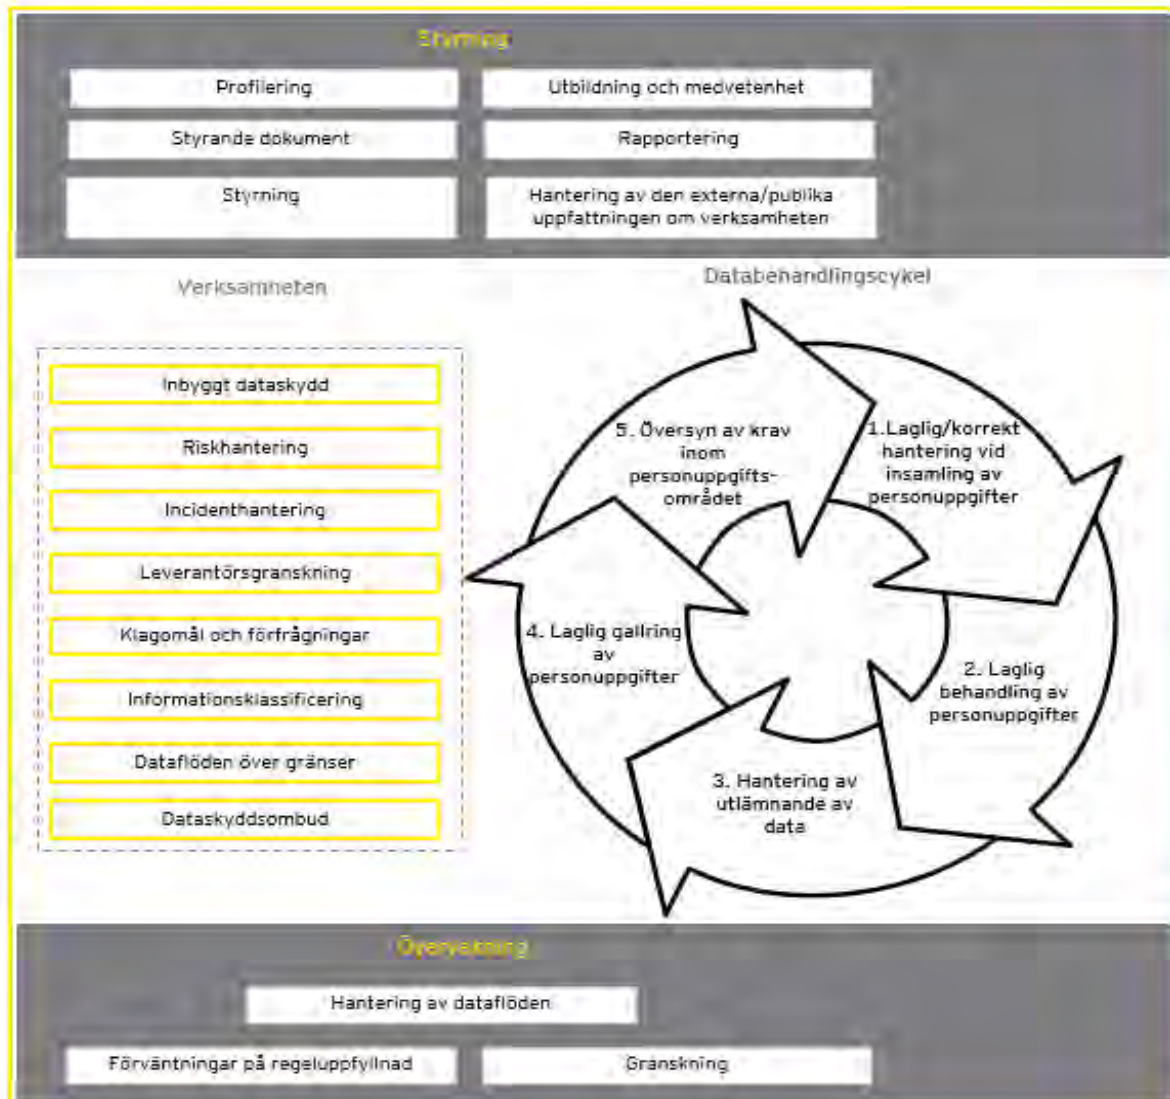 Styrning
Profilering
Utbildning och medvetenhet
Styrande dokument
Rapportering
Styrning
Hantering av den externa/publika
uppfattningen om verksamheten
Verksamheten
Inbyggt dataskydd
Riskhantering
Incidenthantering
Leverantörsgranskning
Klagomål och förfrågningar
Informationsklassificering
Dataflöden över gränser
Dataskyddsombud
Databehandlingscykel
1.Laglig/korrekt
hantering vid
insamling av
personuppgifter
2. Laglig
behandling av
personuppgifter
3. Hantering av
utlämnande av
data
4. Laglig gallring
av
personuppgifter
5. Översyn av krav
inom
personuppgifts-
området
Övervakning
Hantering av dataflöden
Förväntningar på regeluppfyllnad
Granskning